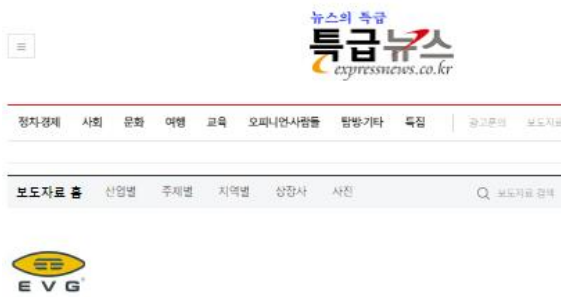 뉴스의 특급
특급뉴스
expressnews.co.kr
정치·경제 사회 문화 여행 교육 오피니언·사람들 탐방·기타 특집 광고문의 보도자료
보도자료 홈 산업별 주제별 지역별 상장사 사진 보도자료 검색
EVG